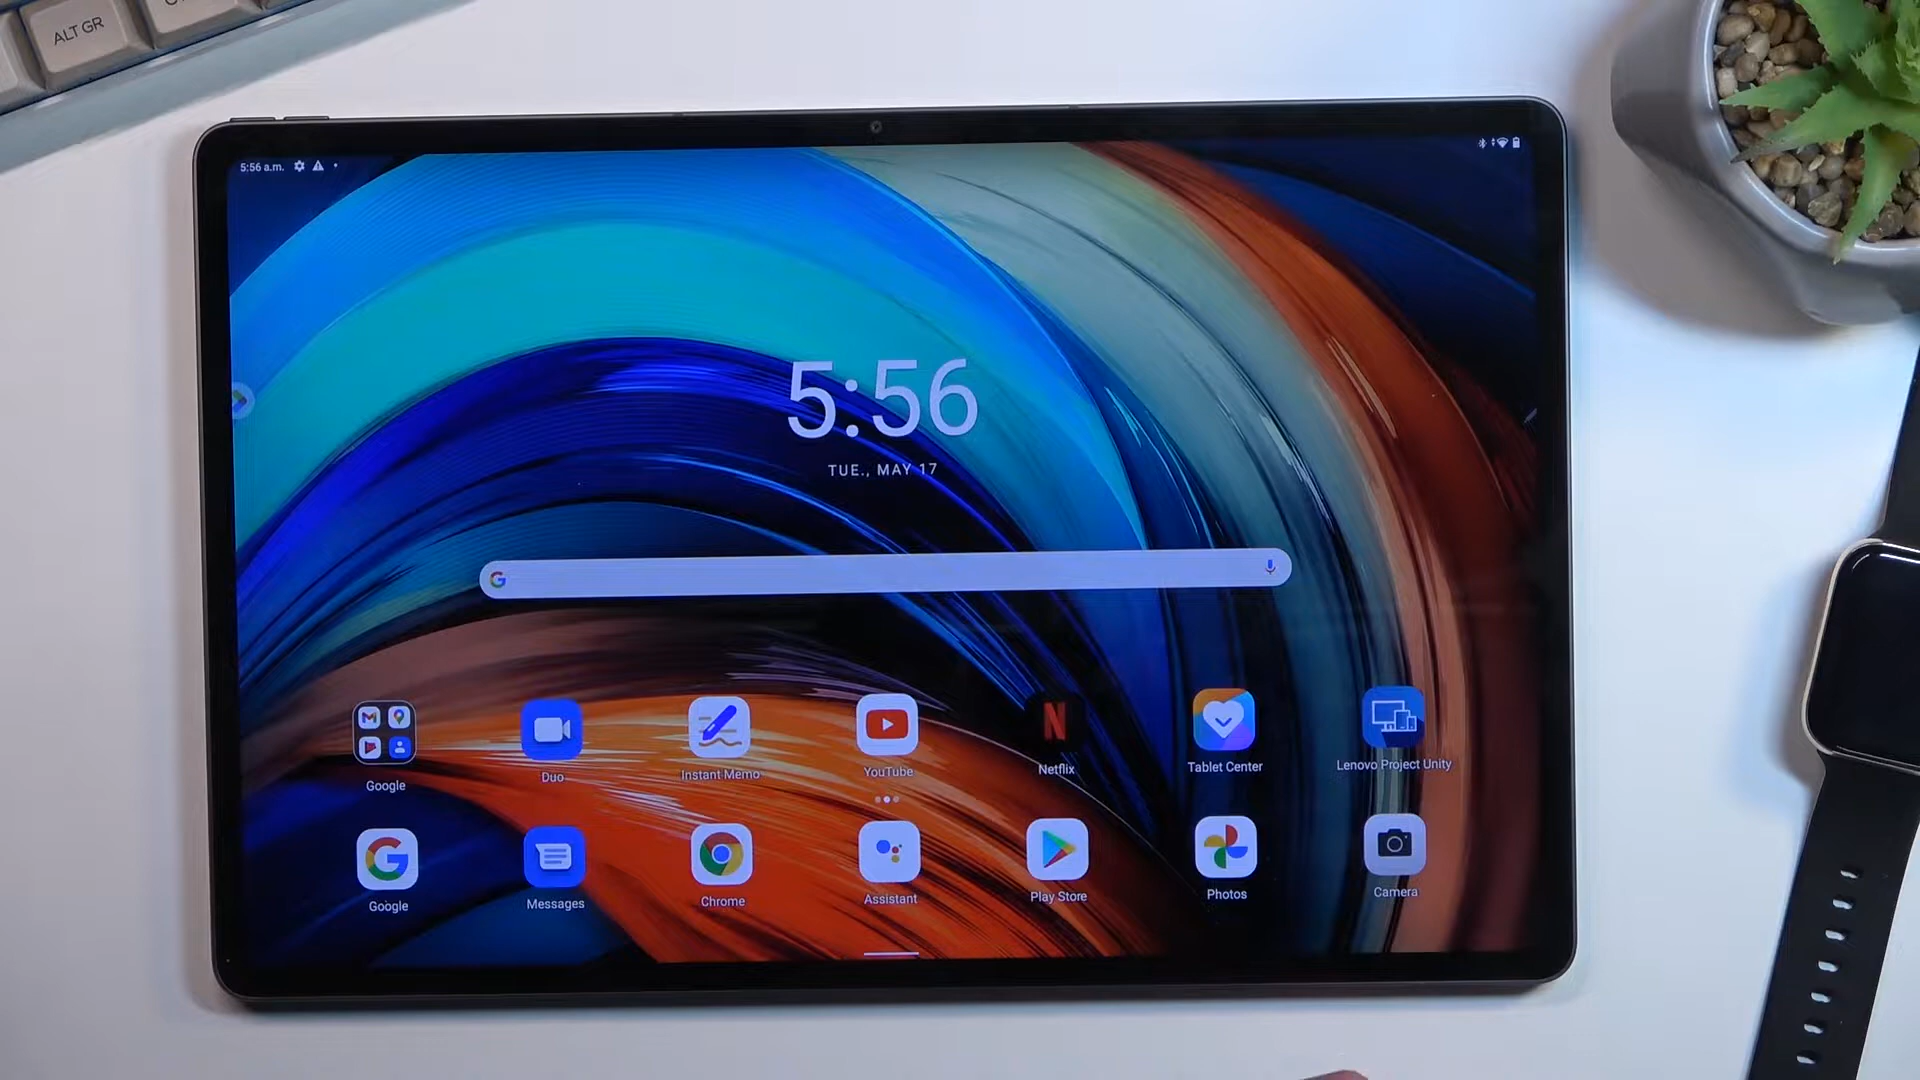 ALT GR
5:56 a.m.
5:56
TUE., MAY 17
Google
Duo
Instant Memo
YouTube
Netflix
Tablet Center
Lenovo Project Unity
Google
Messages
Chrome
Assistant
Play Store
Photos
Camera